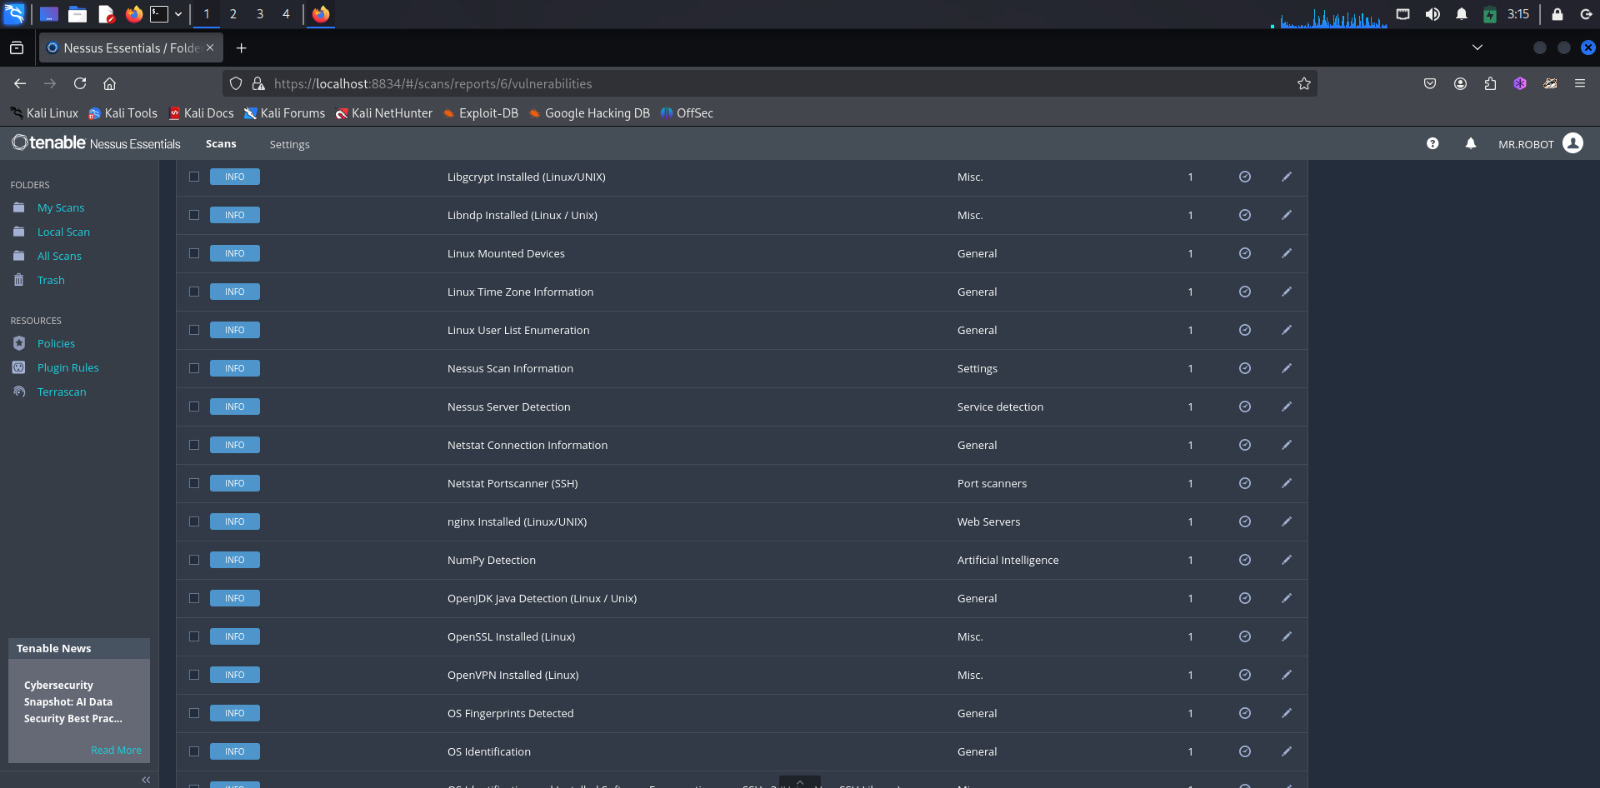 1 2 3 4 3:15
Nessus Essentials / Folde
https://localhost:8834/#/scans/reports/6/vulnerabilities
Kali Linux Kali Tools Kali Docs Kali Forums Kali NetHunter Exploit-DB Google Hacking DB OffSec
tenable Nessus Essentials Scans Settings MR.ROBOT
FOLDERS
My Scans
Local Scan
All Scans
Trash
RESOURCES
Policies
Plugin Rules
Terrascan
Tenable News
Cybersecurity
Snapshot: AI Data
Security Best Prac...
Read More
INFO Libgcrypt Installed (Linux/UNIX) Misc. 1
INFO Libndp Installed (Linux / Unix) Misc. 1
INFO Linux Mounted Devices General 1
INFO Linux Time Zone Information General 1
INFO Linux User List Enumeration General 1
INFO Nessus Scan Information Settings 1
INFO Nessus Server Detection Service detection 1
INFO Netstat Connection Information General 1
INFO Netstat Portscanner (SSH) Port scanners 1
INFO nginx Installed (Linux/UNIX) Web Servers 1
INFO NumPy Detection Artificial Intelligence 1
INFO OpenJDK Java Detection (Linux / Unix) General 1
INFO OpenSSL Installed (Linux) Misc. 1
INFO OpenVPN Installed (Linux) Misc. 1
INFO OS Fingerprints Detected General 1
INFO OS Identification General 1